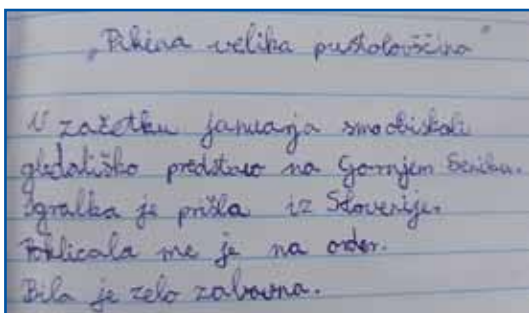 „Pikina velika pustolovščina“
V začetku januarja smo obiskali
gledališko predstavo na Gornjem Seniku.
Igralka je prišla iz Slovenije.
Poklicala me je na oder.
Bila je zelo zabavna.